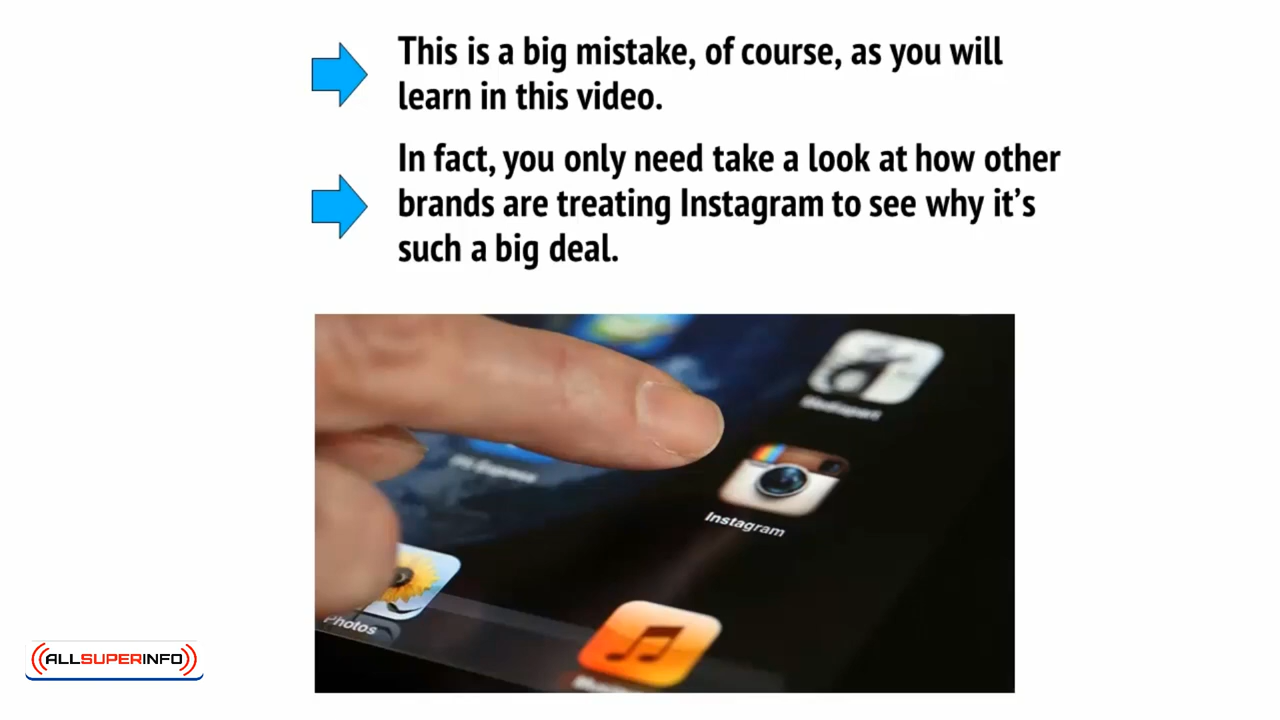 This is a big mistake, of course, as you will
learn in this video.
In fact, you only need take a look at how other
brands are treating Instagram to see why it's
such a big deal.
Instagram
Photos
ALLSUPERINFO